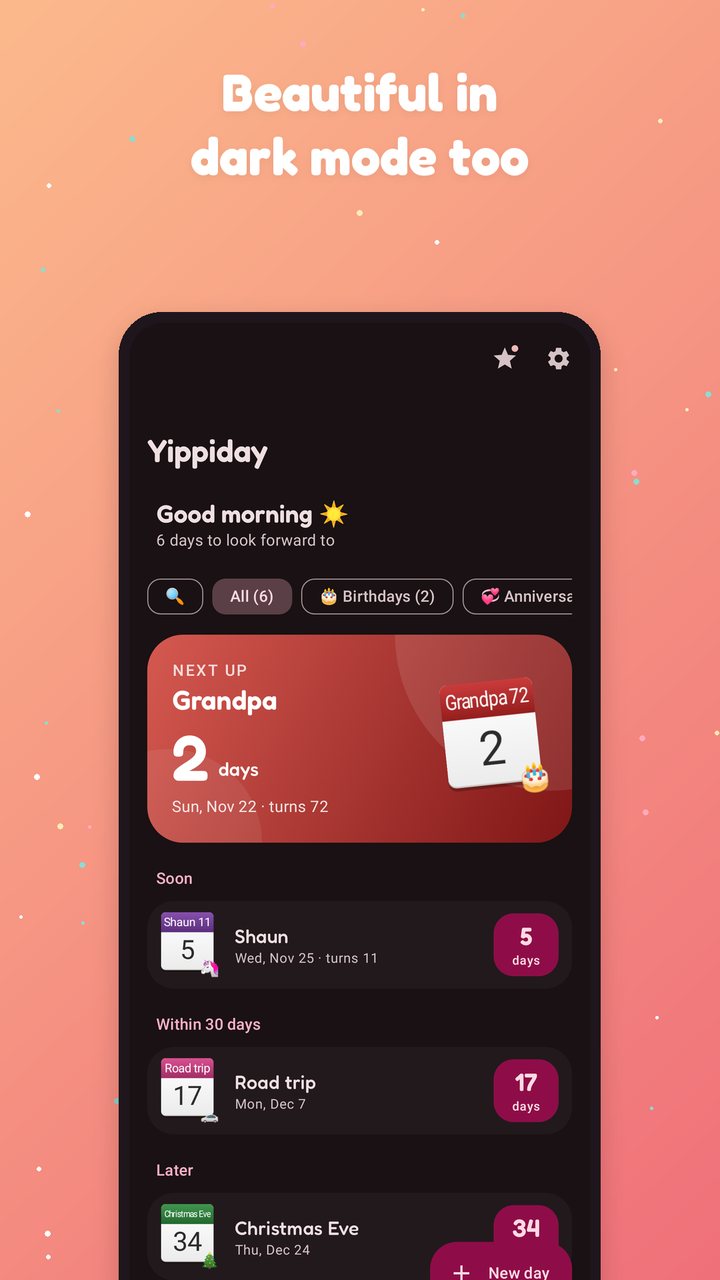 Beautiful in
dark mode too
Yippiday
Good morning ☀️
6 days to look forward to
🔍 All (6) 🎂 Birthdays (2) 💞 Anniversa
NEXT UP
Grandpa
2 days
Sun, Nov 22 · turns 72
Grandpa 72
2
Soon
Shaun 11
5
Shaun
Wed, Nov 25 · turns 11
5
days
Within 30 days
Road trip
17
Road trip
Mon, Dec 7
17
days
Later
Christmas Eve
34
Christmas Eve
Thu, Dec 24
34
+ New day